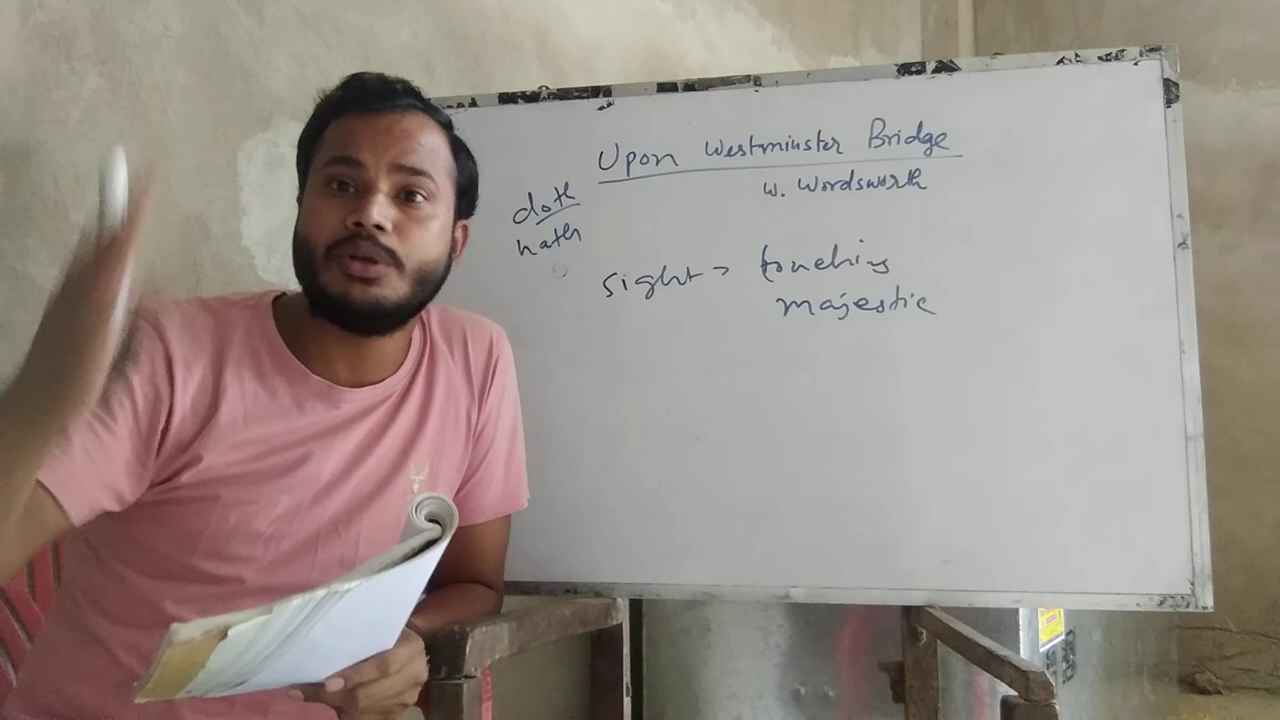 Upon Westminster Bridge
W. Wordsworth
doth
hath
sight > touching
majestic